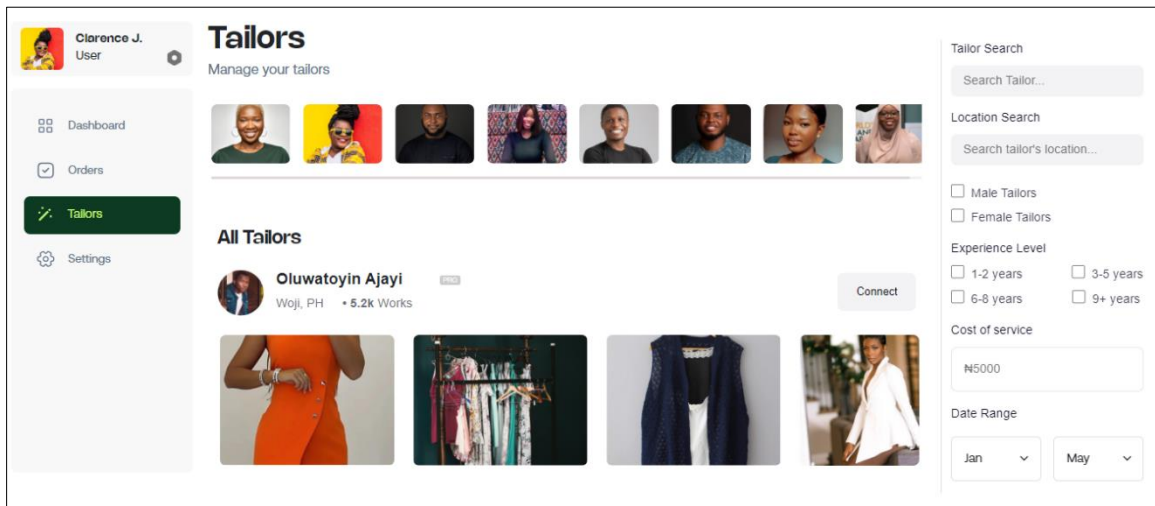 Clarence J.
User
Dashboard
Orders
Tailors
Settings
Tailors
Manage your tailors
All Tailors
Oluwatoyin Ajayi PRO
Woji, PH • 5.2k Works
Connect
Tailor Search
Search Tailor...
Location Search
Search tailor's location...
Male Tailors
Female Tailors
Experience Level
1-2 years 3-5 years
6-8 years 9+ years
Cost of service
₦5000
Date Range
Jan May